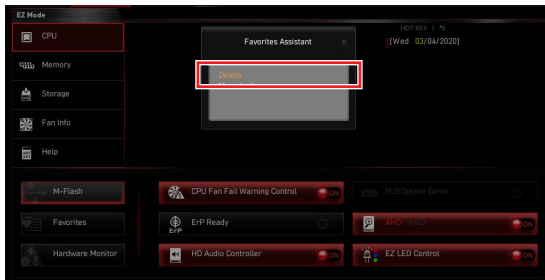 EZ Mode
HOT KEY
CPU
Favorites Assistant
×
[Wed 03/04/2020]
Memory
Delete
Storage
Fan Info
Help
M-Flash
CPU Fan Fail Warning Control
ON
M.2/Optane Genie
Favorites
ErP
ErP Ready
AHCI / RAID
ON
Hardware Monitor
HD Audio Controller
ON
EZ LED Control
ON